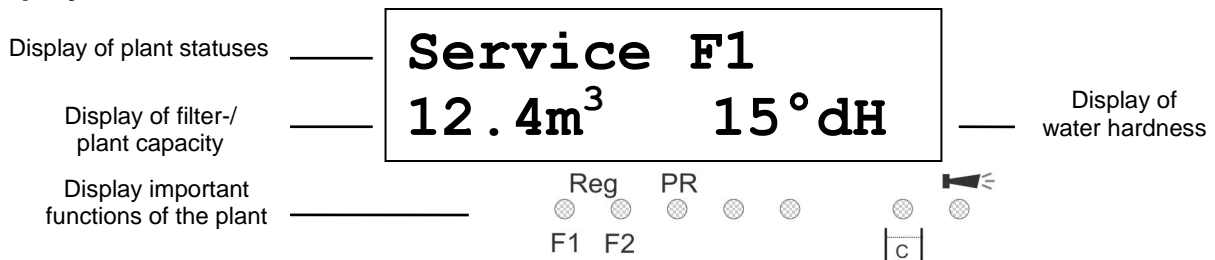 Display of plant statuses
Service F1
Display of filter-/
plant capacity
12.4m³ 15°dH
Display of
water hardness
Display important
functions of the plant
Reg PR
F1 F2
C